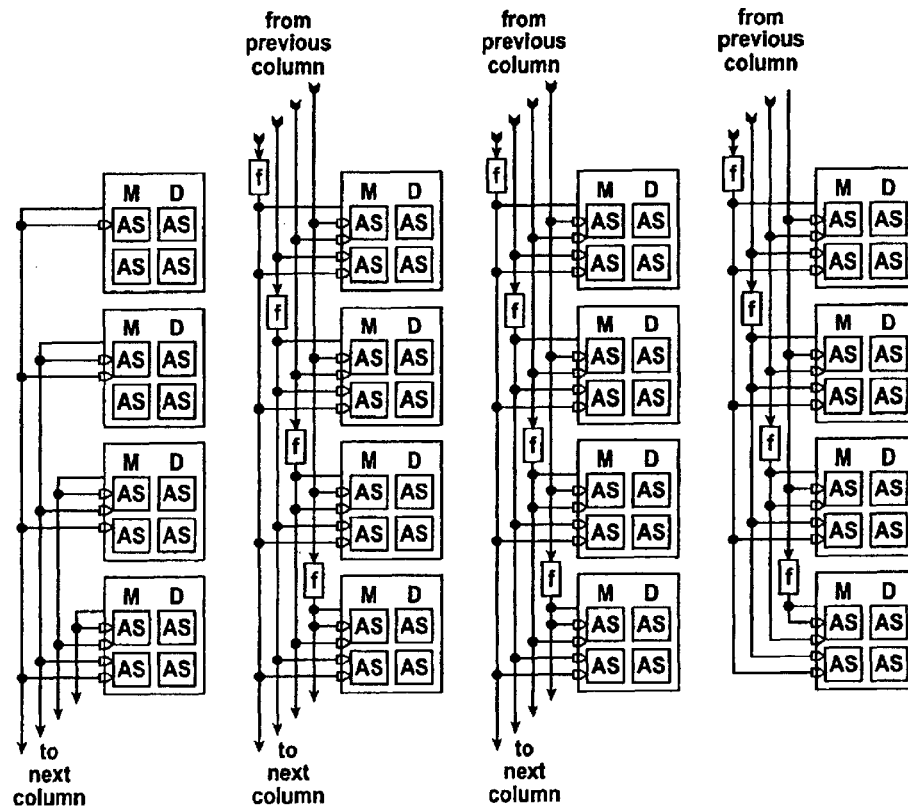 M D
AS AS
AS AS
M D
AS AS
AS AS
M D
AS AS
AS AS
M D
AS AS
AS AS
to
next
column
from
previous
column
f
M D
AS AS
AS AS
f
M D
AS AS
AS AS
f
M D
AS AS
AS AS
f
M D
AS AS
AS AS
to
next
column
from
previous
column
f
M D
AS AS
AS AS
f
M D
AS AS
AS AS
f
M D
AS AS
AS AS
f
M D
AS AS
AS AS
to
next
column
from
previous
column
f
M D
AS AS
AS AS
f
M D
AS AS
AS AS
f
M D
AS AS
AS AS
f
M D
AS AS
AS AS